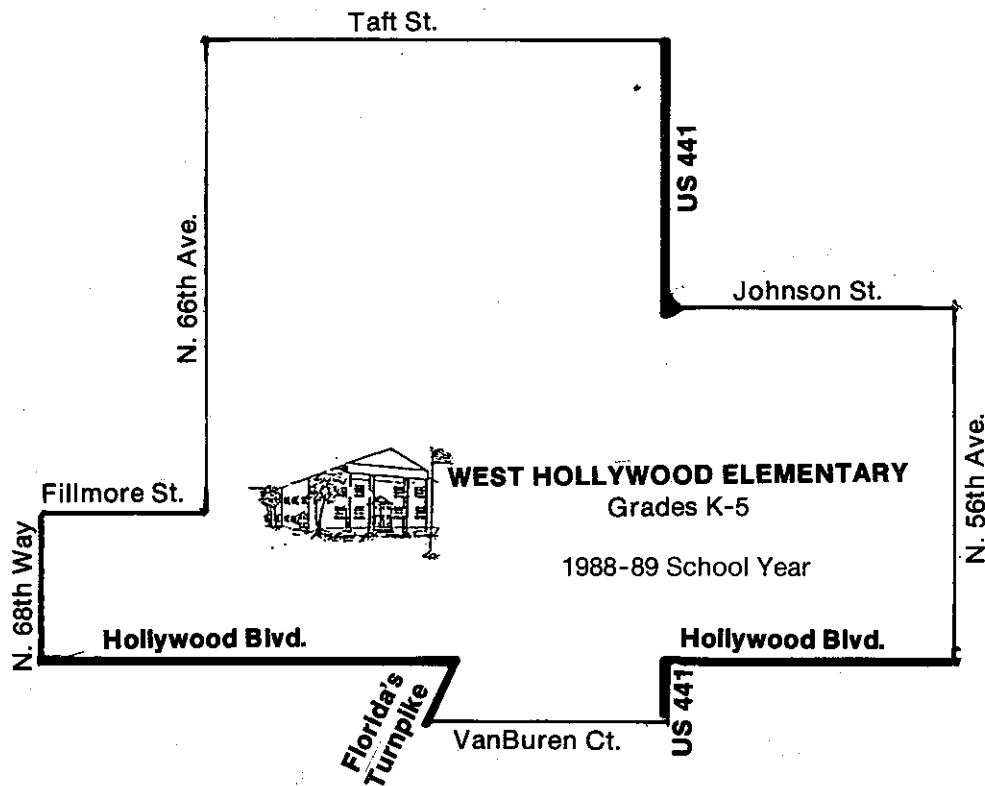 Taft St.
US 441
N. 66th Ave.
Johnson St.
WEST HOLLYWOOD ELEMENTARY
Grades K-5
1988-89 School Year
N. 56th Ave.
Fillmore St.
N. 68th Way
Hollywood Blvd.
Hollywood Blvd.
Florida's
Turnpike
VanBuren Ct.
US 441